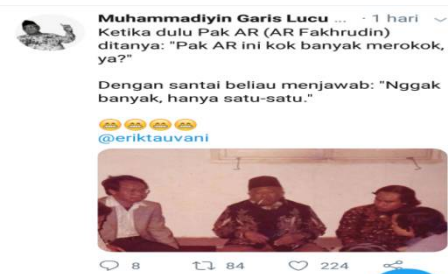 Muhammadiyin Garis Lucu ... · 1 hari
Ketika dulu Pak AR (AR Fakhrudin)
ditanya: "Pak AR ini kok banyak merokok,
ya?"
Dengan santai beliau menjawab: "Nggak
banyak, hanya satu-satu."
😂😂😂😂
@eriktauvani
8 84 224